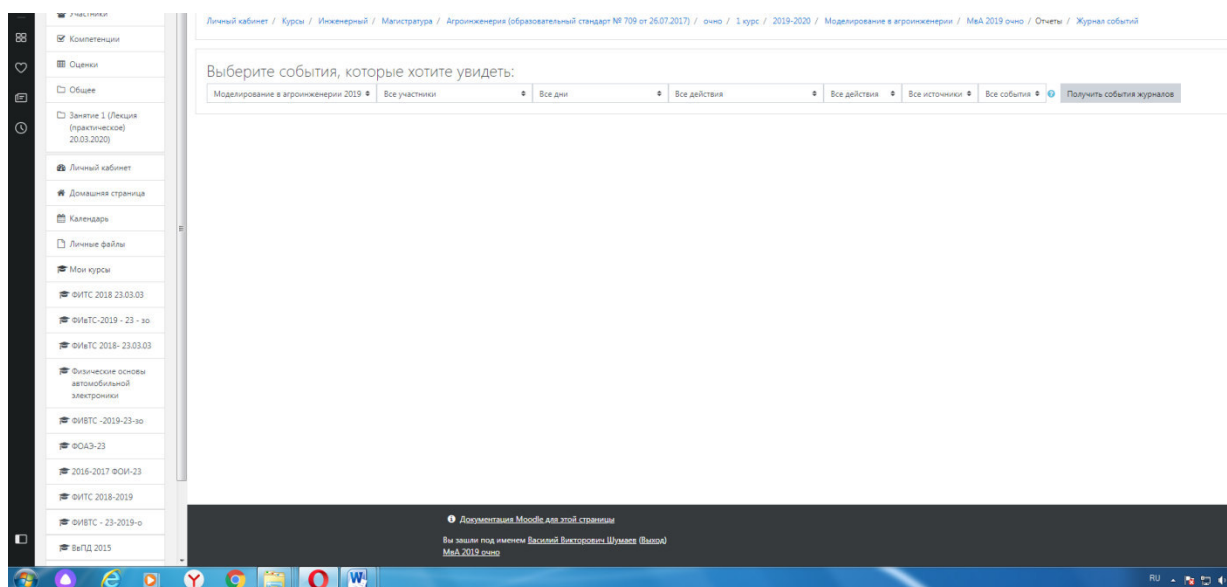 Участники
Компетенции
Оценки
Общее
Занятие 1 (Лекция
(практическое)
20.03.2020)
Личный кабинет
Домашняя страница
Календарь
Личные файлы
Мои курсы
ФИТС 2018 23.03.03
ФИвТС-2019 - 23 - зо
ФИвТС 2018- 23.03.03
Физические основы
автомобильной
электроники
ФИВТС -2019-23-зо
ФОАЭ-23
2016-2017 ФОИ-23
ФИТС 2018-2019
ФИВТС - 23-2019-о
ВвПД 2015
Личный кабинет / Курсы / Инженерный / Магистратура / Агроинженерия (образовательный стандарт № 709 от 26.07.2017) / очно / 1 курс / 2019-2020 / Моделирование в агроинженерии / МвА 2019 очно / Отчеты / Журнал событий
Выберите события, которые хотите увидеть:
Моделирование в агроинженерии 2019 Все участники Все дни Все действия Все действия Все источники Все события Получить события журналов
Документация Moodle для этой страницы
Вы зашли под именем Василий Викторович Шумаев (Выход)
МвА 2019 очно
RU